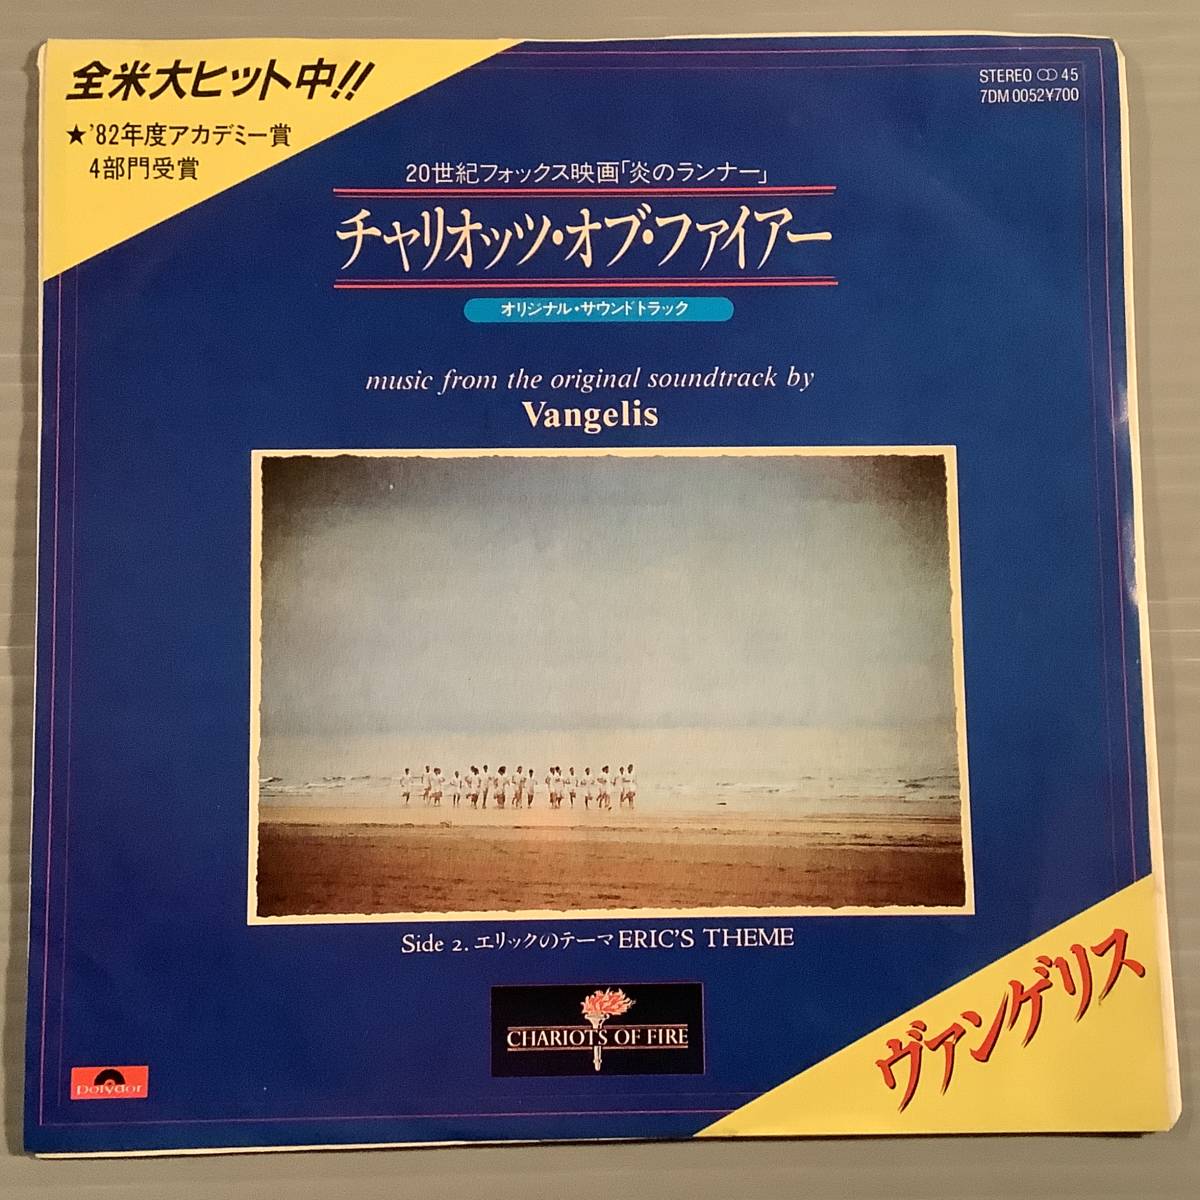 全米大ヒット中!!
★'82年度アカデミー賞
4部門受賞
STEREO 45
7DM 0052¥700
20世紀フォックス映画「炎のランナー」
チャリオッツ・オブ・ファイアー
オリジナル・サウンドトラック
music from the original soundtrack by
Vangelis
Side 2. エリックのテーマ ERIC'S THEME
CHARIOTS OF FIRE
ヴァンゲリス
polydor